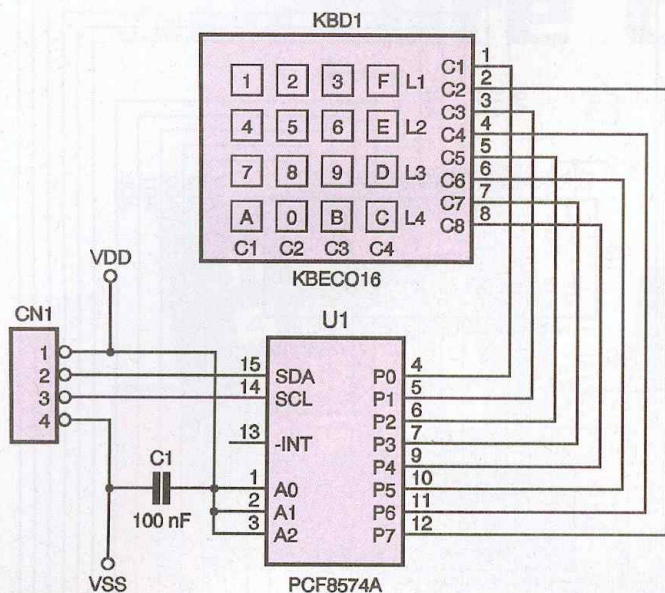 KBD1
1 2 3 F L1
4 5 6 E L2
7 8 9 D L3
A 0 B C L4
C1 C2 C3 C4
C1 1
C2 2
C3 3
C4 4
C5 5
C6 6
C7 7
C8 8
KBECO16
VDD
CN1
1
2
3
4
U1
15 SDA P0 4
14 SCL P1 5
P2 6
13 -INT P3 7
P4 9
1 A0 P5 10
2 A1 P6 11
3 A2 P7 12
C1
100 nF
VSS
PCF8574A